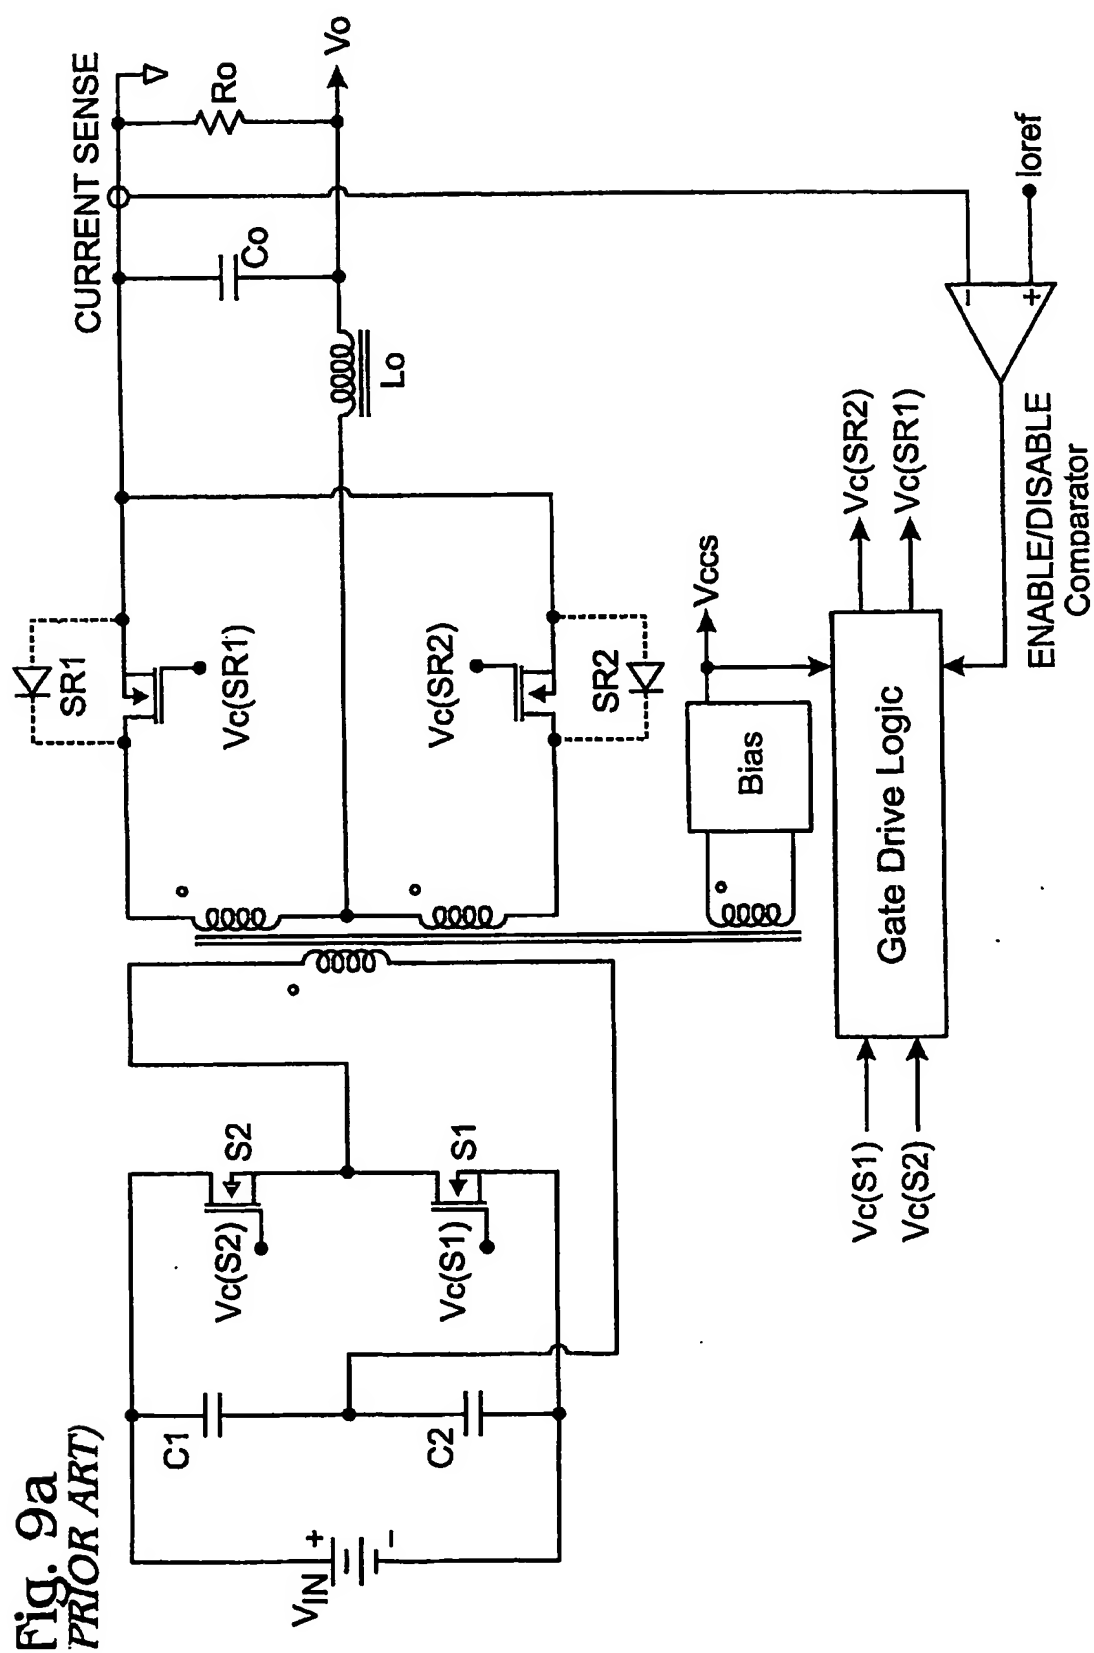 Fig. 9a
PRIOR ART)
VIN
+
−
C1
C2
Vc(S2)
S2
Vc(S1)
S1
SR1
Vc(SR1)
Vc(SR2)
SR2
Lo
Co
CURRENT SENSE
Ro
Vo
Bias
Vccs
Vc(S1)
Vc(S2)
Gate Drive Logic
Vc(SR2)
Vc(SR1)
ENABLE/DISABLE
Comparator
−
+
Ioref